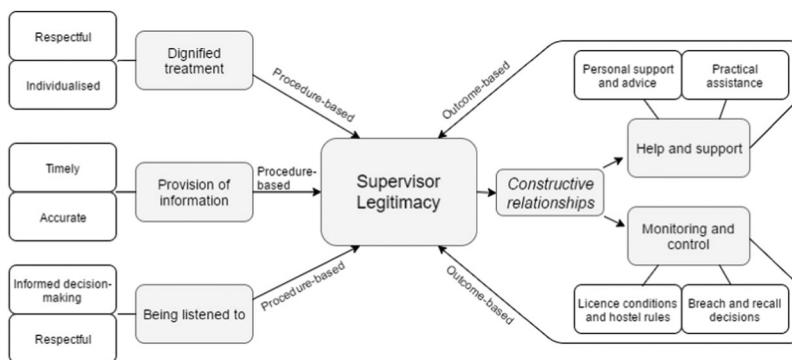 Respectful
Individualised
Dignified
treatment
Procedure-based
Timely
Accurate
Provision of
information
Procedure-
based
Informed decision-
making
Respectful
Being listened to
Procedure-based
Supervisor
Legitimacy
Constructive
relationships
Outcome-based
Personal support
and advice
Practical
assistance
Help and support
Monitoring and
control
Licence conditions
and hostel rules
Breach and recall
decisions
Outcome-based